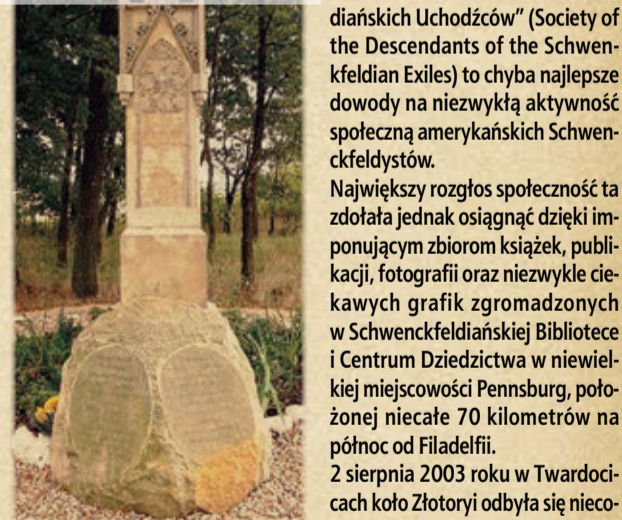 diańskich Uchodźców” (Society of
the Descendants of the Schwen-
kfeldian Exiles) to chyba najlepsze
dowody na niezwykłą aktywność
społeczną amerykańskich Schwen-
ckfeldystów.
Największy rozgłos społeczność ta
zdołała jednak osiągnąć dzięki im-
ponującym zbiorom książek, publi-
kacji, fotografii oraz niezwykle cie-
kawych grafik zgromadzonych
w Schwenckfeldiańskiej Bibliotece
i Centrum Dziedzictwa w niewiel-
kiej miejscowości Pennsburg, poło-
żonej niecałe 70 kilometrów na
północ od Filadelfii.
2 sierpnia 2003 roku w Twardoci-
cach koło Złotoryi odbyła się nieco-